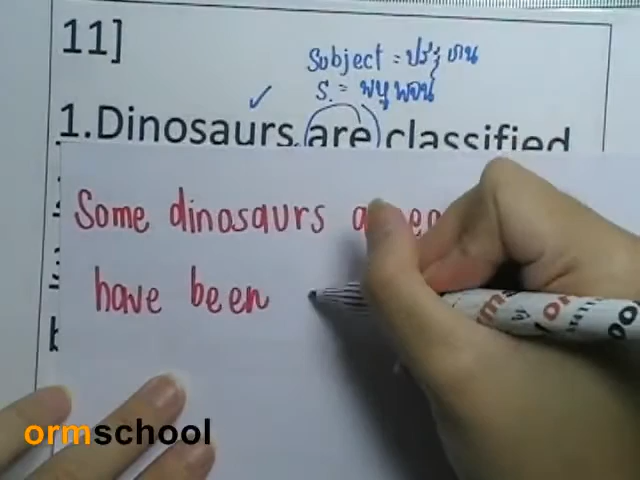 11]
Subject = ประธาน
S. = พหูพจน์
1.Dinosaurs are classified
Some dinosaurs
have been
ormschool